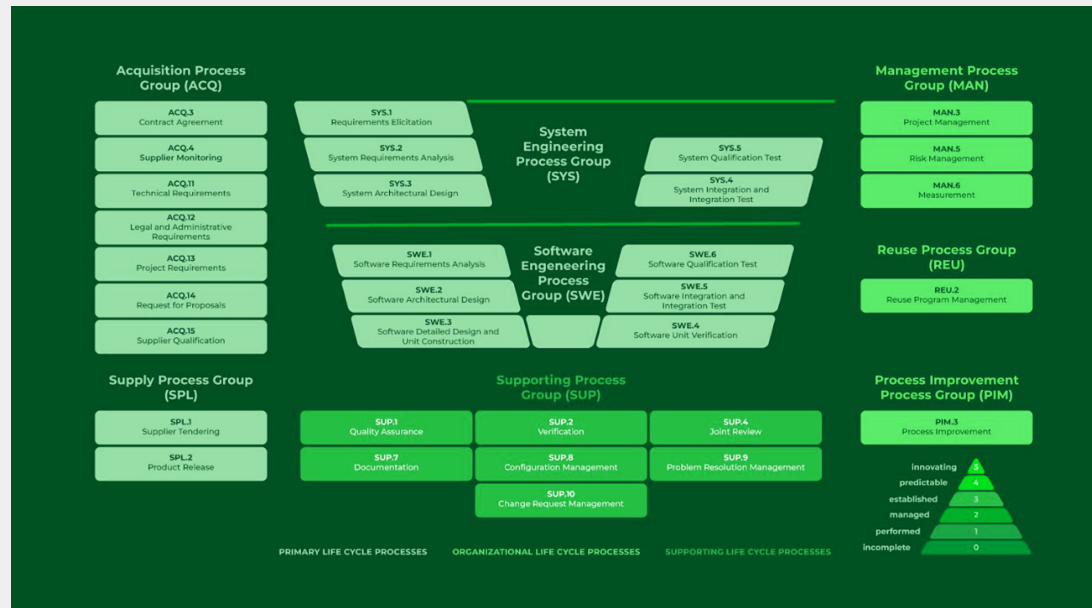 Acquisition Process
Group (ACQ)
ACQ.3
Contract Agreement
ACQ.4
Supplier Monitoring
ACQ.11
Technical Requirements
ACQ.12
Legal and Administrative
Requirements
ACQ.13
Project Requirements
ACQ.14
Request for Proposals
ACQ.15
Supplier Qualification
Supply Process Group
(SPL)
SPL.1
Supplier Tendering
SPL.2
Product Release
SYS.1
Requirements Elicitation
SYS.2
System Requirements Analysis
SYS.3
System Architectural Design
System
Engineering
Process Group
(SYS)
SYS.5
System Qualification Test
SYS.4
System Integration and
Integration Test
SWE.1
Software Requirements Analysis
SWE.2
Software Architectural Design
SWE.3
Software Detailed Design and
Unit Construction
Software
Engeneering
Process
Group (SWE)
SWE.6
Software Qualification Test
SWE.5
Software Integration and
Integration Test
SWE.4
Software Unit Verification
Supporting Process
Group (SUP)
SUP.1
Quality Assurance
SUP.2
Verification
SUP.4
Joint Review
SUP.7
Documentation
SUP.8
Configuration Management
SUP.9
Problem Resolution Management
SUP.10
Change Request Management
Management Process
Group (MAN)
MAN.3
Project Management
MAN.5
Risk Management
MAN.6
Measurement
Reuse Process Group
(REU)
REU.2
Reuse Program Management
Process Improvement
Process Group (PIM)
PIM.3
Process Improvement
innovating 5
predictable 4
established 3
managed 2
performed 1
incomplete 0
PRIMARY LIFE CYCLE PROCESSES ORGANIZATIONAL LIFE CYCLE PROCESSES SUPPORTING LIFE CYCLE PROCESSES